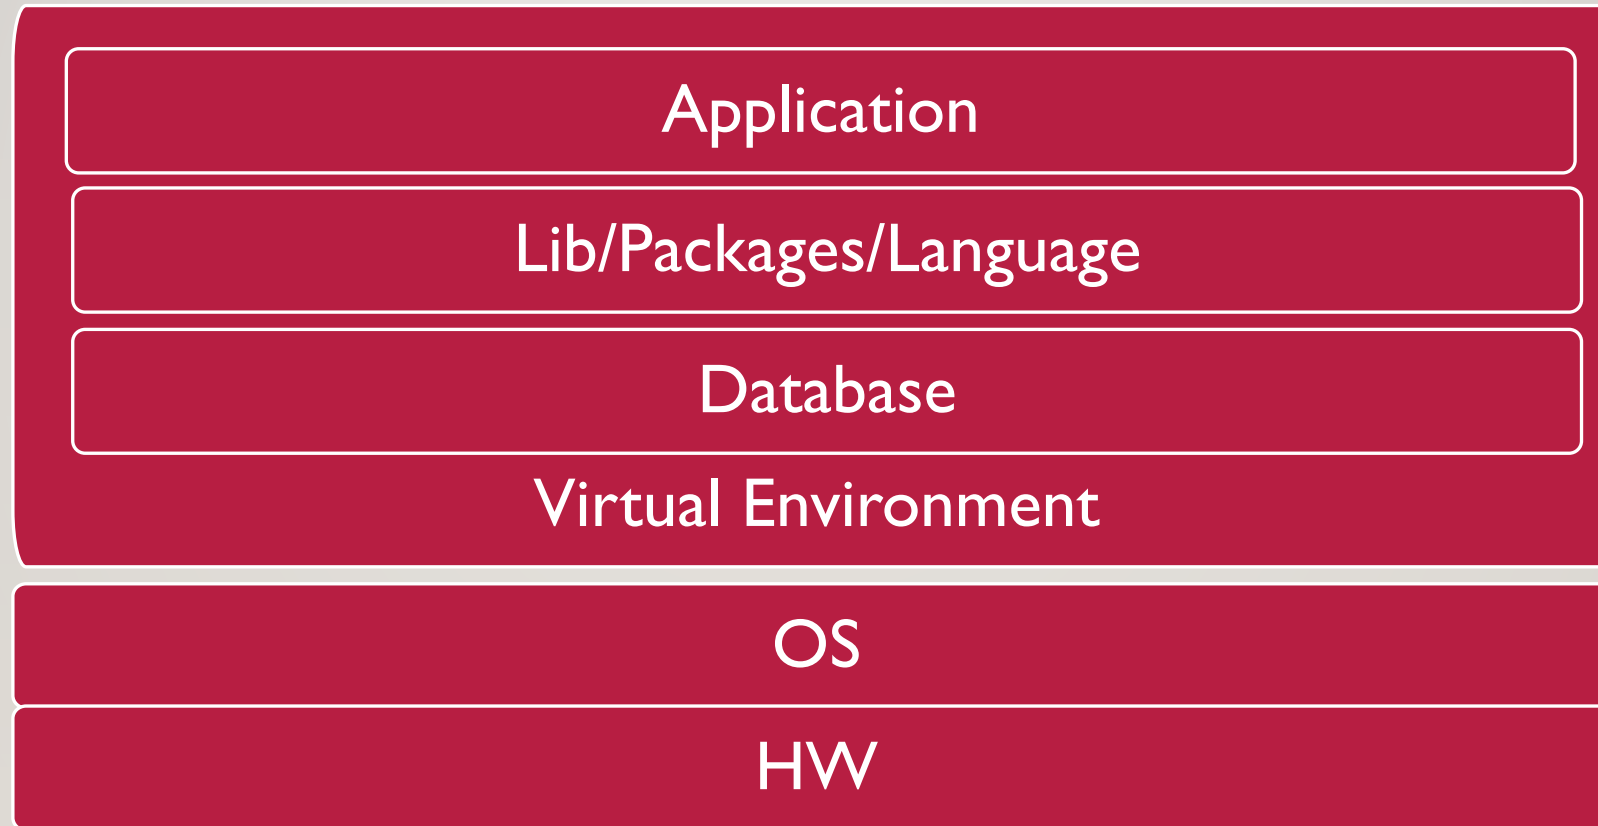 Application
Lib/Packages/Language
Database
Virtual Environment
OS
HW